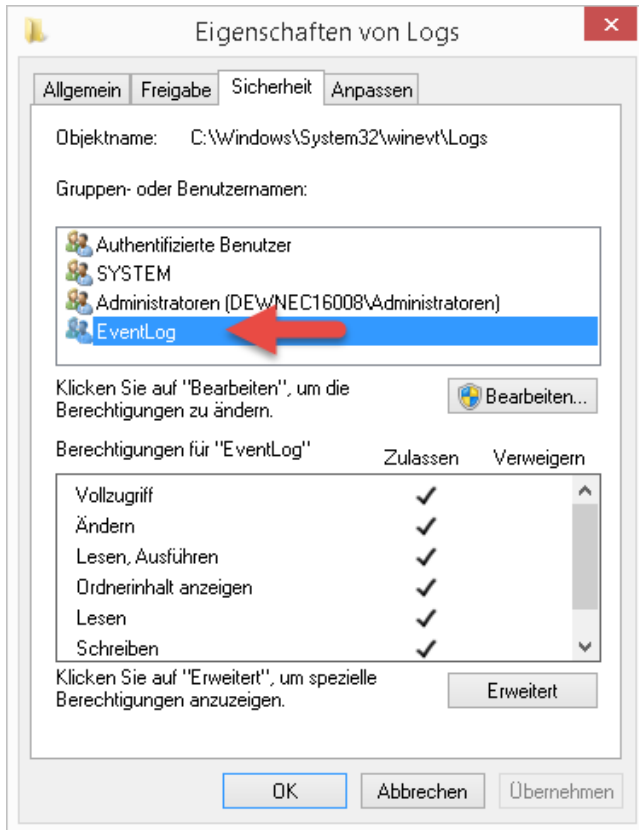 Eigenschaften von Logs
Allgemein Freigabe Sicherheit Anpassen
Objektname: C:\Windows\System32\winevt\Logs
Gruppen- oder Benutzernamen:
Authentifizierte Benutzer
SYSTEM
Administratoren (DEWNEC16008\Administratoren)
EventLog
Klicken Sie auf "Bearbeiten", um die
Berechtigungen zu ändern.
Bearbeiten...
Berechtigungen für "EventLog" Zulassen Verweigern
Vollzugriff
Ändern
Lesen, Ausführen
Ordnerinhalt anzeigen
Lesen
Schreiben
Klicken Sie auf "Erweitert", um spezielle
Berechtigungen anzuzeigen.
Erweitert
OK Abbrechen Übernehmen